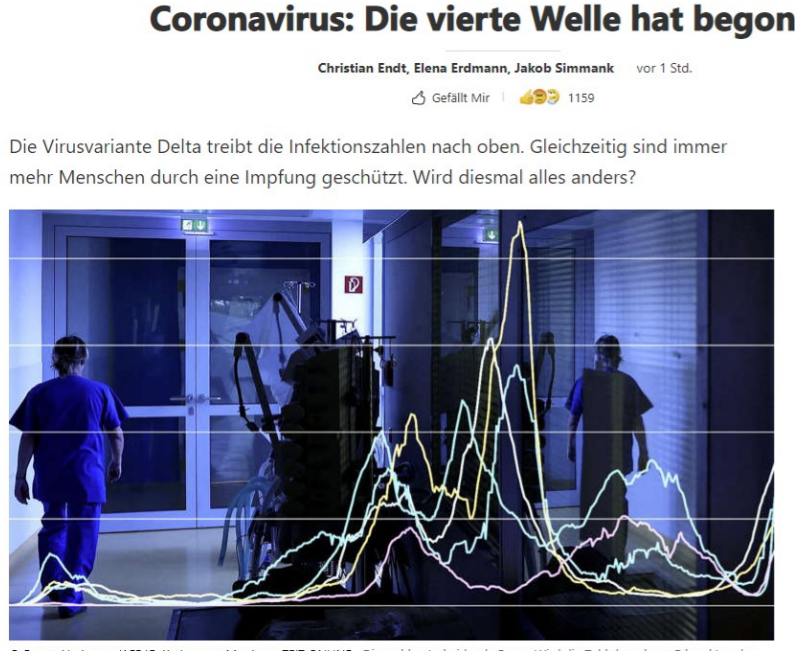 Coronavirus: Die vierte Welle hat begon
Christian Endt, Elena Erdmann, Jakob Simmank vor 1 Std.
Gefällt Mir 1159
Die Virusvariante Delta treibt die Infektionszahlen nach oben. Gleichzeitig sind immer
mehr Menschen durch eine Impfung geschützt. Wird diesmal alles anders?